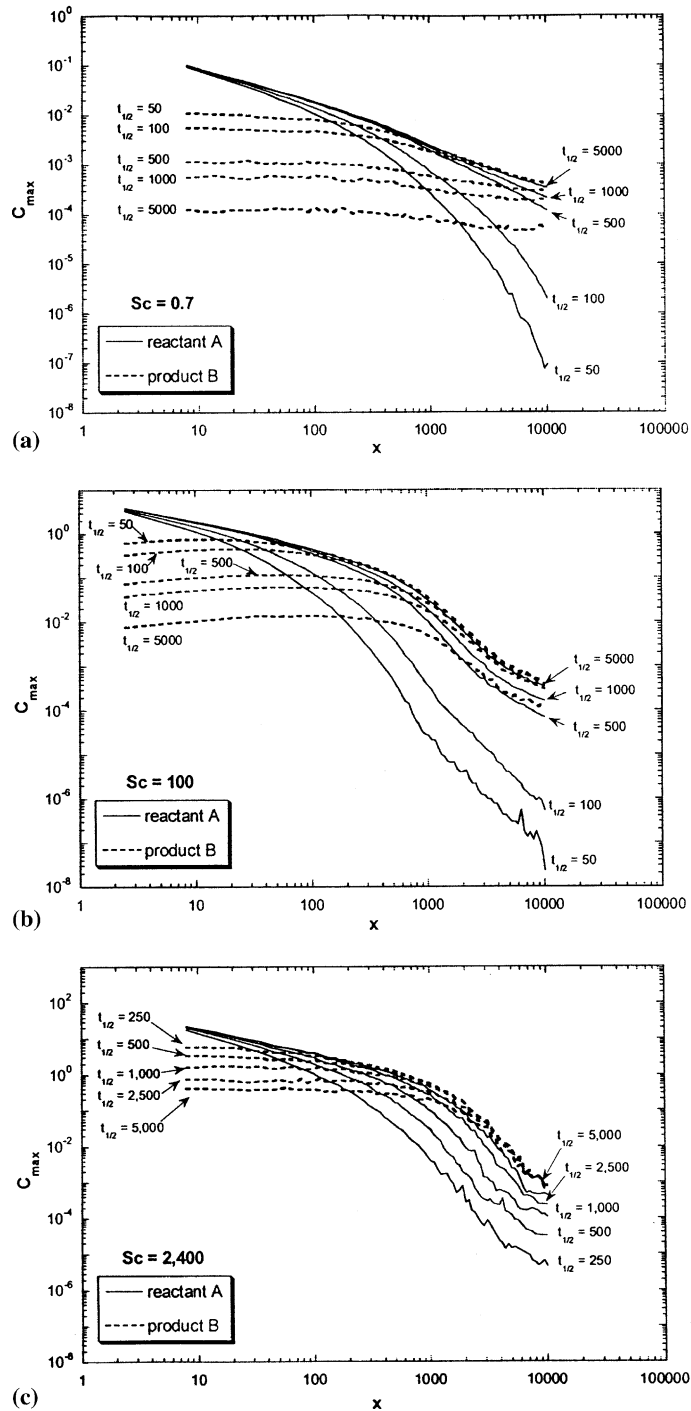 10^0
10^-1
10^-2
10^-3
10^-4
10^-5
10^-6
10^-7
10^-8
C_max
t_1/2 = 50
t_1/2 = 100
t_1/2 = 500
t_1/2 = 1000
t_1/2 = 5000
t_1/2 = 5000
t_1/2 = 1000
t_1/2 = 500
t_1/2 = 100
t_1/2 = 50
Sc = 0.7
reactant A
product B
1 10 100 1000 10000 100000
x
(a)
10^0
10^-2
10^-4
10^-6
10^-8
C_max
t_1/2 = 50
t_1/2 = 100
t_1/2 = 500
t_1/2 = 1000
t_1/2 = 5000
t_1/2 = 5000
t_1/2 = 1000
t_1/2 = 500
t_1/2 = 100
t_1/2 = 50
Sc = 100
reactant A
product B
1 10 100 1000 10000 100000
x
(b)
10^2
10^0
10^-2
10^-4
10^-6
10^-8
C_max
t_1/2 = 250
t_1/2 = 500
t_1/2 = 1,000
t_1/2 = 2,500
t_1/2 = 5,000
t_1/2 = 5,000
t_1/2 = 2,500
t_1/2 = 1,000
t_1/2 = 500
t_1/2 = 250
Sc = 2,400
reactant A
product B
1 10 100 1000 10000 100000
x
(c)